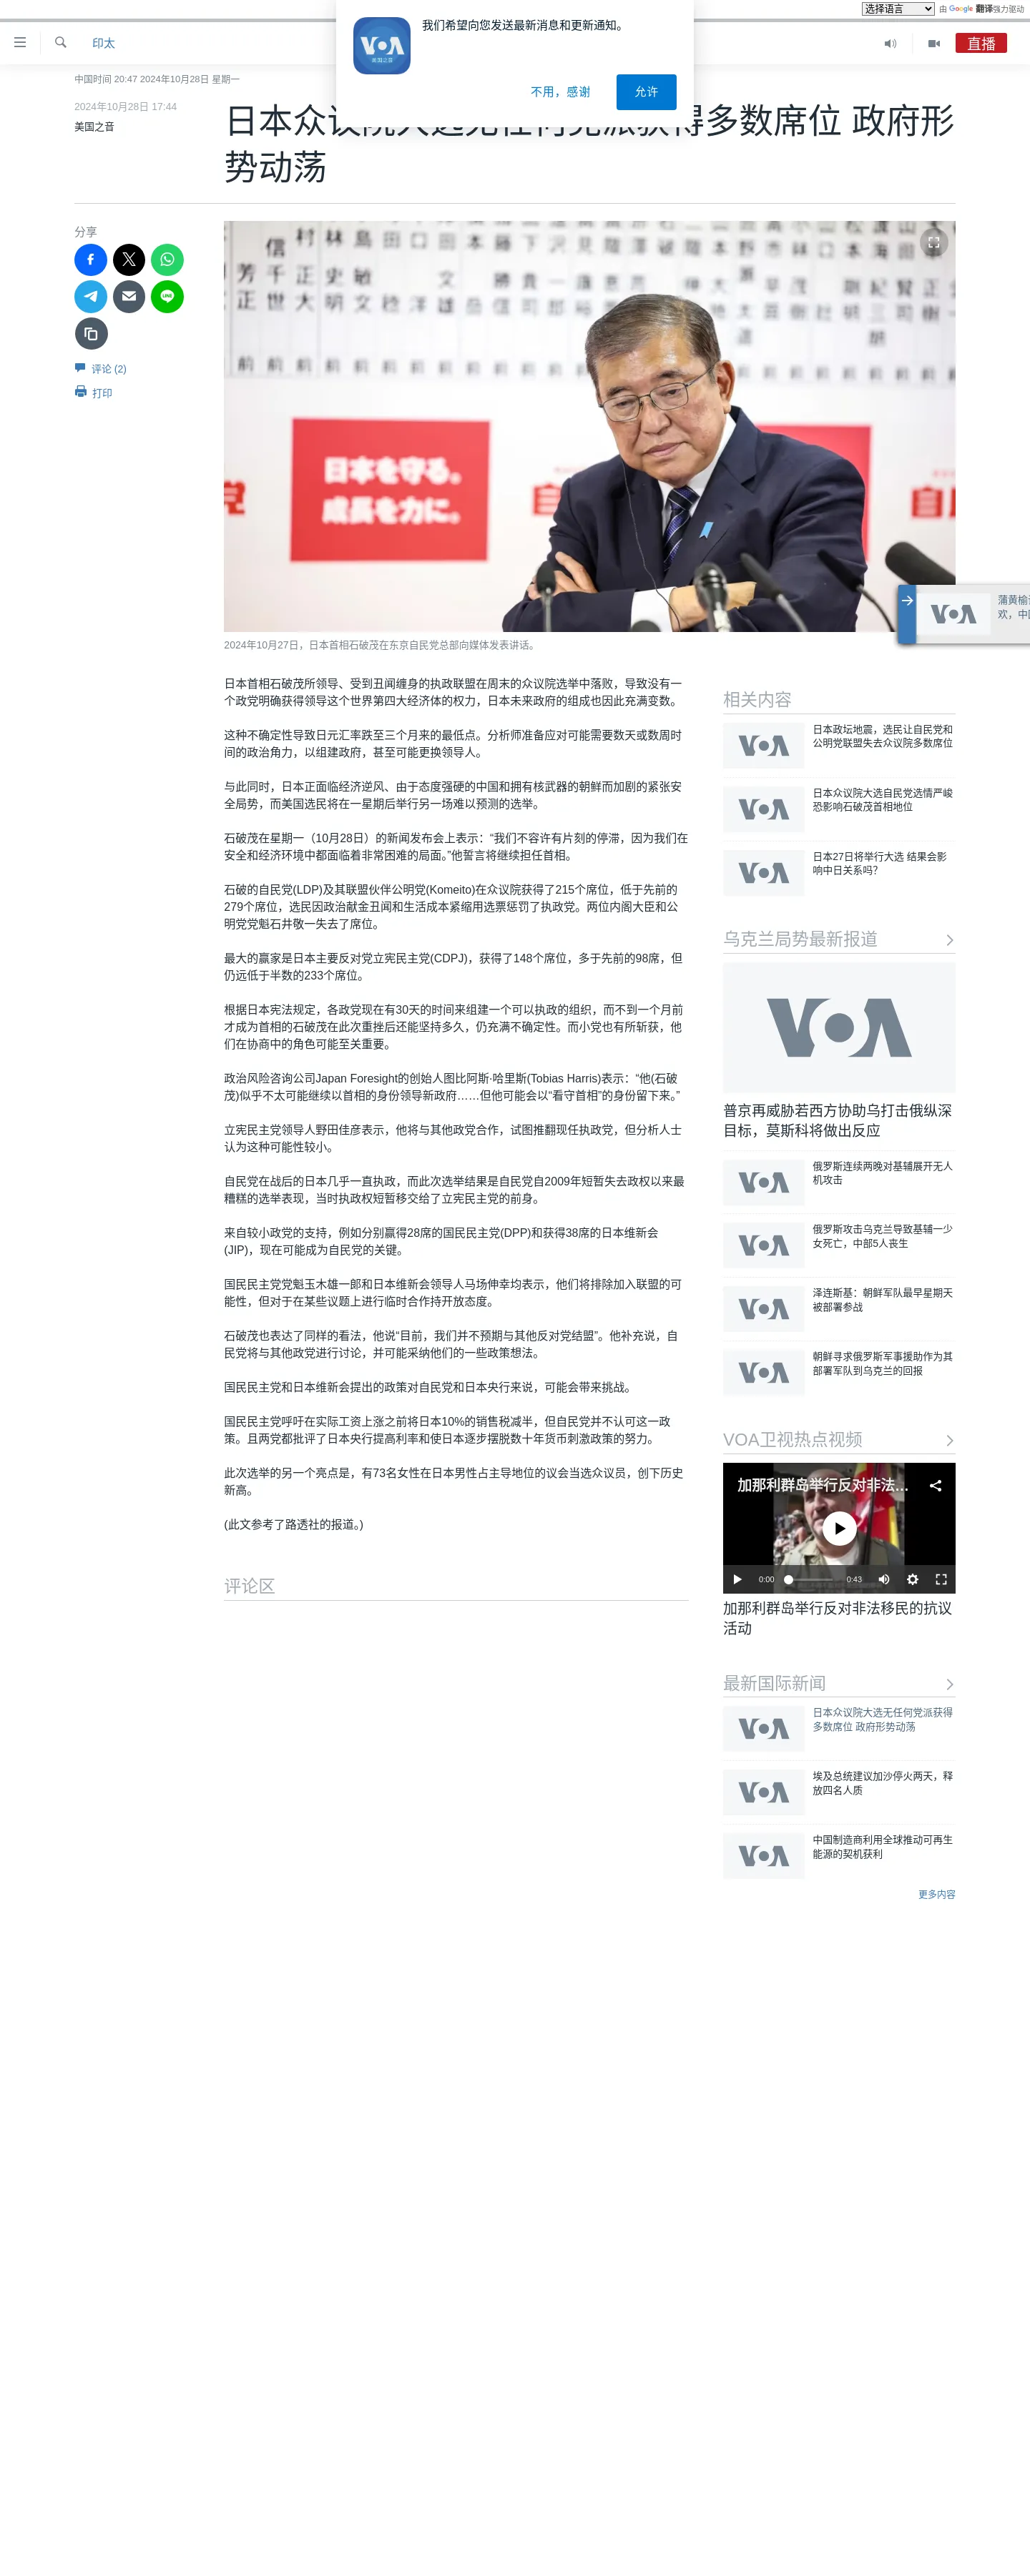 选择语言 由 Google 翻译强力驱动
我们希望向您发送最新消息和更新通知。
VOA
美国之音
不用，感谢
允许
印太
直播
中国时间 20:47 2024年10月28日 星期一
2024年10月28日 17:44
美国之音
日本众议院大选无任何党派获得多数席位 政府形
势动荡
分享
评论 (2)
打印
日本を守る。
成長を力に。
2024年10月27日，日本首相石破茂在东京自民党总部向媒体发表讲话。
VOA
日本首相石破茂所领导、受到丑闻缠身的执政联盟在周末的众议院选举中落败，导致没有一
个政党明确获得领导这个世界第四大经济体的权力，日本未来政府的组成也因此充满变数。
这种不确定性导致日元汇率跌至三个月来的最低点。分析师准备应对可能需要数天或数周时
间的政治角力，以组建政府，甚至可能更换领导人。
与此同时，日本正面临经济逆风、由于态度强硬的中国和拥有核武器的朝鲜而加剧的紧张安
全局势，而美国选民将在一星期后举行另一场难以预测的选举。
石破茂在星期一（10月28日）的新闻发布会上表示：“我们不容许有片刻的停滞，因为我们在
安全和经济环境中都面临着非常困难的局面。”他誓言将继续担任首相。
石破的自民党(LDP)及其联盟伙伴公明党(Komeito)在众议院获得了215个席位，低于先前的
279个席位，选民因政治献金丑闻和生活成本紧缩用选票惩罚了执政党。两位内阁大臣和公
明党党魁石井敬一失去了席位。
最大的赢家是日本主要反对党立宪民主党(CDPJ)，获得了148个席位，多于先前的98席，但
仍远低于半数的233个席位。
根据日本宪法规定，各政党现在有30天的时间来组建一个可以执政的组织，而不到一个月前
才成为首相的石破茂在此次重挫后还能坚持多久，仍充满不确定性。而小党也有所斩获，他
们在协商中的角色可能至关重要。
政治风险咨询公司Japan Foresight的创始人图比阿斯·哈里斯(Tobias Harris)表示：“他(石破
茂)似乎不太可能继续以首相的身份领导新政府……但他可能会以“看守首相”的身份留下来。”
立宪民主党领导人野田佳彦表示，他将与其他政党合作，试图推翻现任执政党，但分析人士
认为这种可能性较小。
自民党在战后的日本几乎一直执政，而此次选举结果是自民党自2009年短暂失去政权以来最
糟糕的选举表现，当时执政权短暂移交给了立宪民主党的前身。
来自较小政党的支持，例如分别赢得28席的国民民主党(DPP)和获得38席的日本维新会
(JIP)，现在可能成为自民党的关键。
国民民主党党魁玉木雄一郎和日本维新会领导人马场伸幸均表示，他们将排除加入联盟的可
能性，但对于在某些议题上进行临时合作持开放态度。
石破茂也表达了同样的看法，他说“目前，我们并不预期与其他反对党结盟”。他补充说，自
民党将与其他政党进行讨论，并可能采纳他们的一些政策想法。
国民民主党和日本维新会提出的政策对自民党和日本央行来说，可能会带来挑战。
国民民主党呼吁在实际工资上涨之前将日本10%的销售税减半，但自民党并不认可这一政
策。且两党都批评了日本央行提高利率和使日本逐步摆脱数十年货币刺激政策的努力。
此次选举的另一个亮点是，有73名女性在日本男性占主导地位的议会当选众议员，创下历史
新高。
(此文参考了路透社的报道。)
评论区
相关内容
VOA
日本政坛地震，选民让自民党和
公明党联盟失去众议院多数席位
VOA
日本众议院大选自民党选情严峻
恐影响石破茂首相地位
VOA
日本27日将举行大选 结果会影
响中日关系吗？
乌克兰局势最新报道
VOA
普京再威胁若西方协助乌打击俄纵深
目标，莫斯科将做出反应
VOA
俄罗斯连续两晚对基辅展开无人
机攻击
VOA
俄罗斯攻击乌克兰导致基辅一少
女死亡，中部5人丧生
VOA
泽连斯基：朝鲜军队最早星期天
被部署参战
VOA
朝鲜寻求俄罗斯军事援助作为其
部署军队到乌克兰的回报
VOA卫视热点视频
加那利群岛举行反对非法...
0:00 0:43
加那利群岛举行反对非法移民的抗议
活动
最新国际新闻
VOA
日本众议院大选无任何党派获得
多数席位 政府形势动荡
VOA
埃及总统建议加沙停火两天，释
放四名人质
VOA
中国制造商利用全球推动可再生
能源的契机获利
更多内容